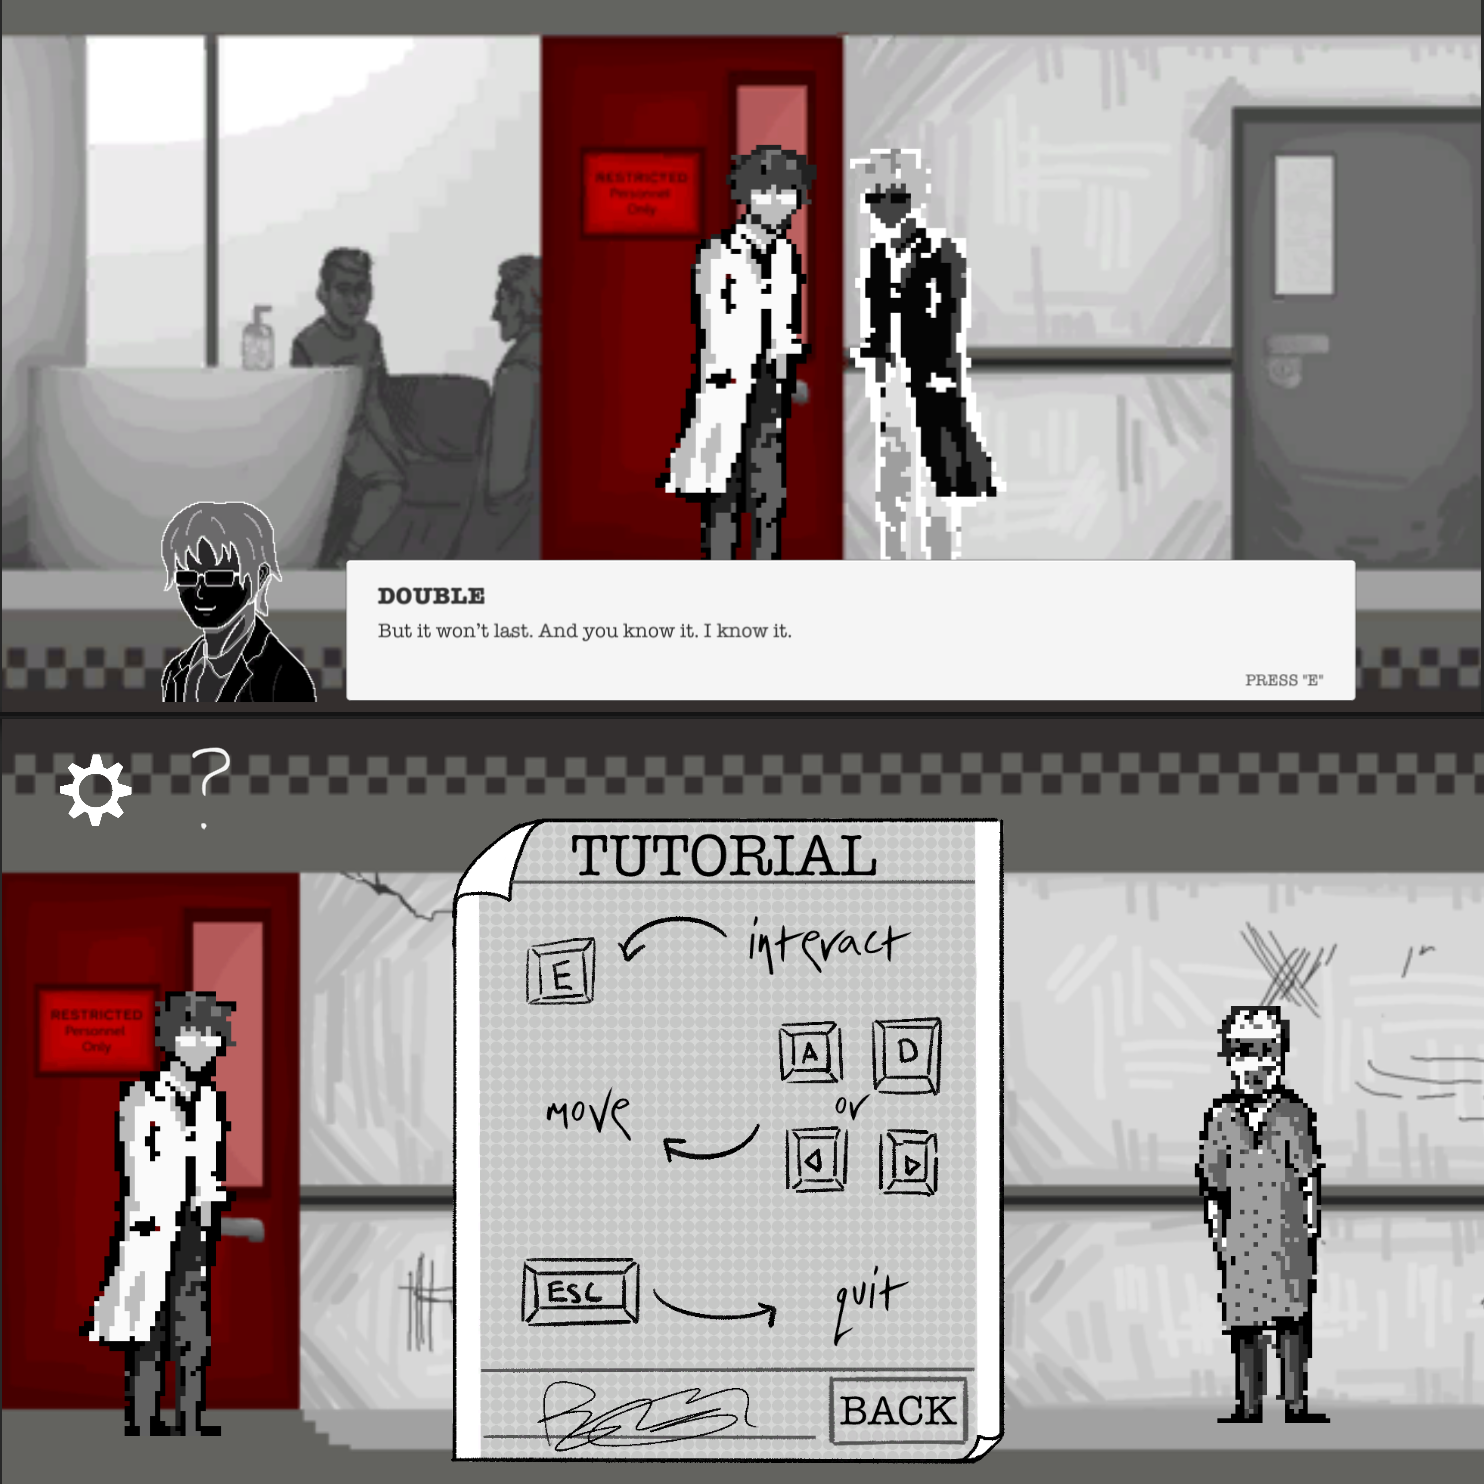 RESTRICTED
Personnel
Only
DOUBLE
But it won't last. And you know it. I know it.
PRESS "E"
?
TUTORIAL
E
interact
A
D
move
or
ESC
quit
BACK
RESTRICTED
Personnel
Only